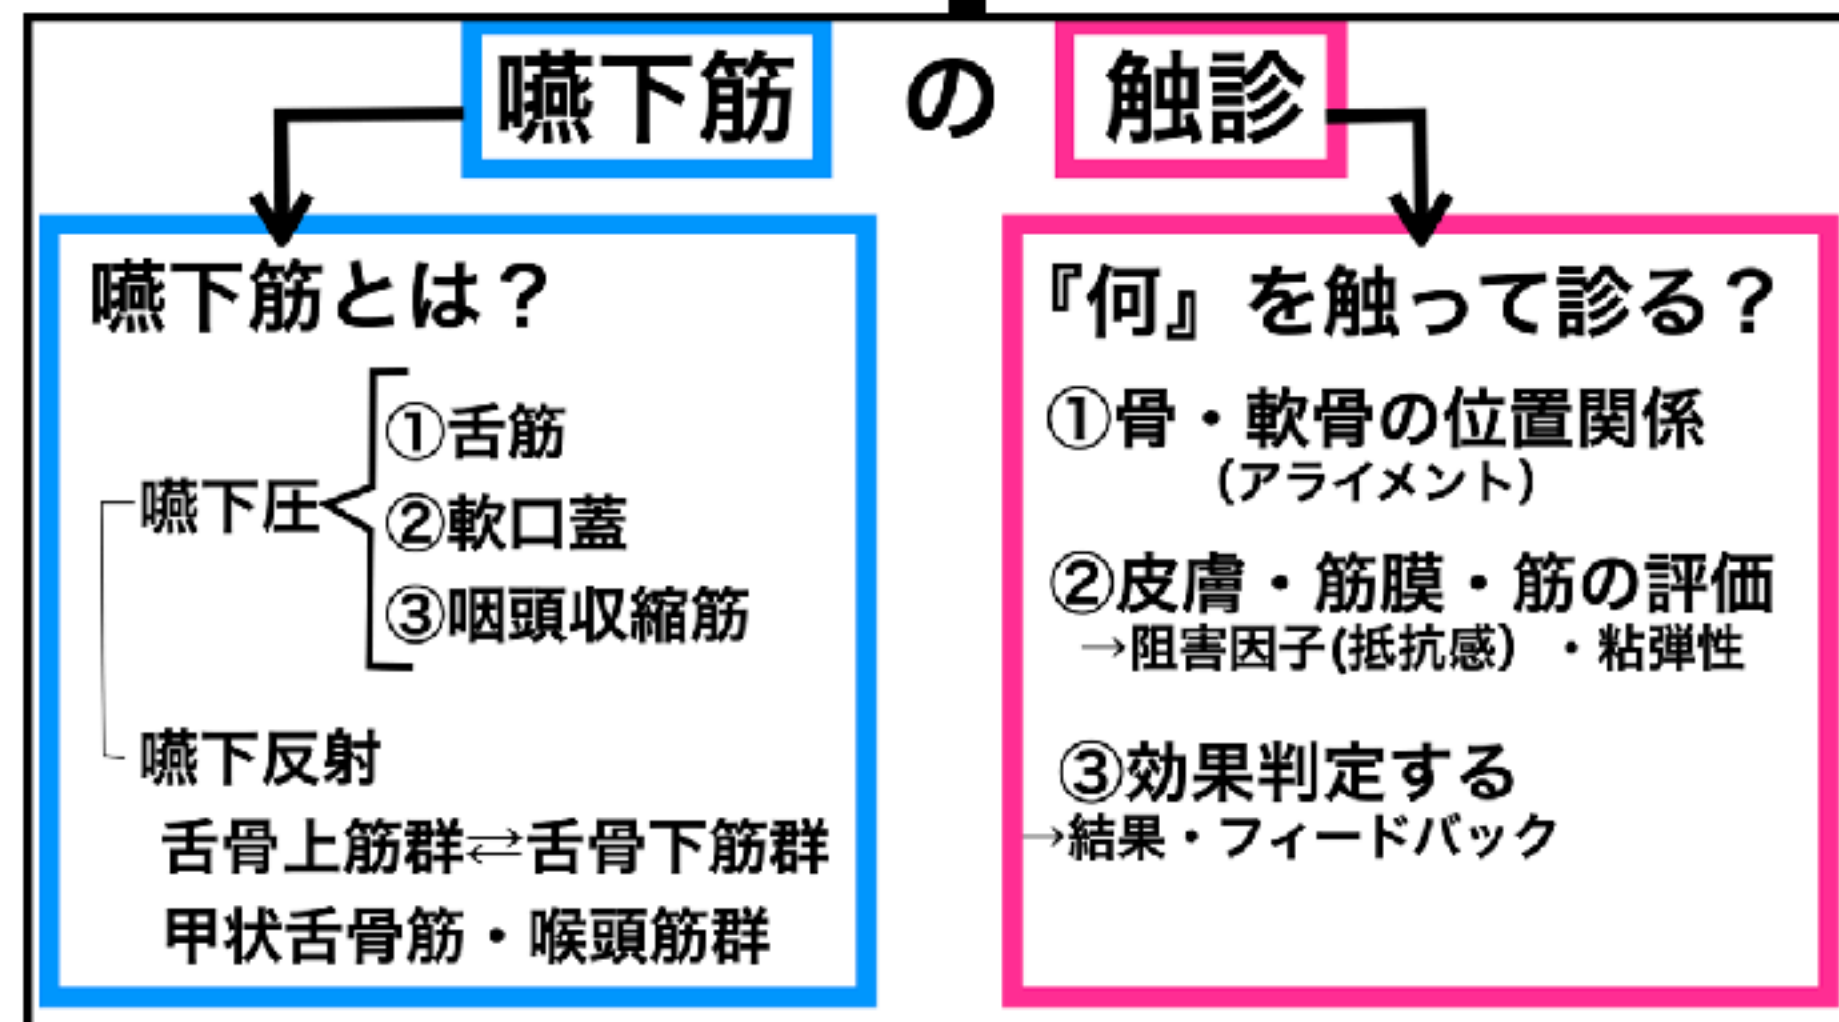 嚥下筋 の 触診
嚥下筋とは？
嚥下圧
①舌筋
②軟口蓋
③咽頭収縮筋
嚥下反射
舌骨上筋群⇄舌骨下筋群
甲状舌骨筋・喉頭筋群
『何』を触って診る？
①骨・軟骨の位置関係
（アライメント）
②皮膚・筋膜・筋の評価
→阻害因子(抵抗感）・粘弾性
③効果判定する
→結果・フィードバック